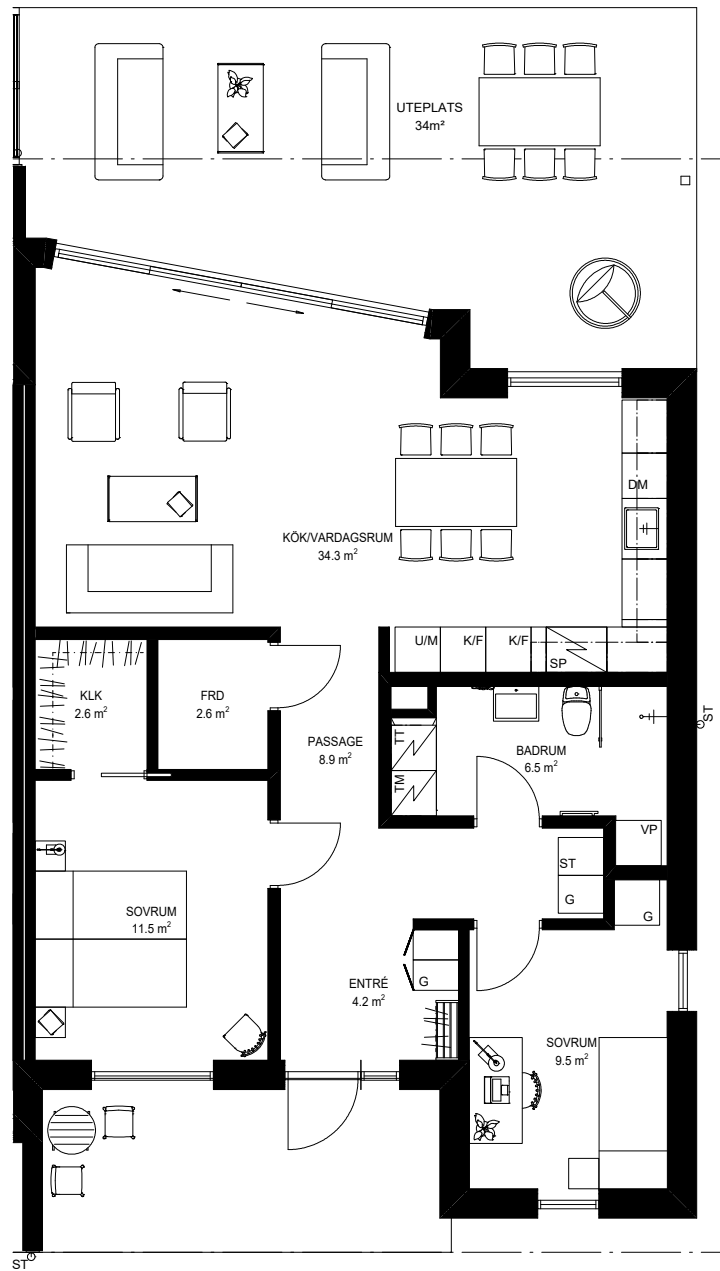 UTEPLATS
34m²
DM
KÖK/VARDAGSRUM
34.3 m²
U/M
K/F
K/F
SP
KLK
2.6 m²
FRD
2.6 m²
PASSAGE
8.9 m²
TT
TM
BADRUM
6.5 m²
ST
VP
ST
G
G
SOVRUM
11.5 m²
ENTRÉ
4.2 m²
G
SOVRUM
9.5 m²
ST